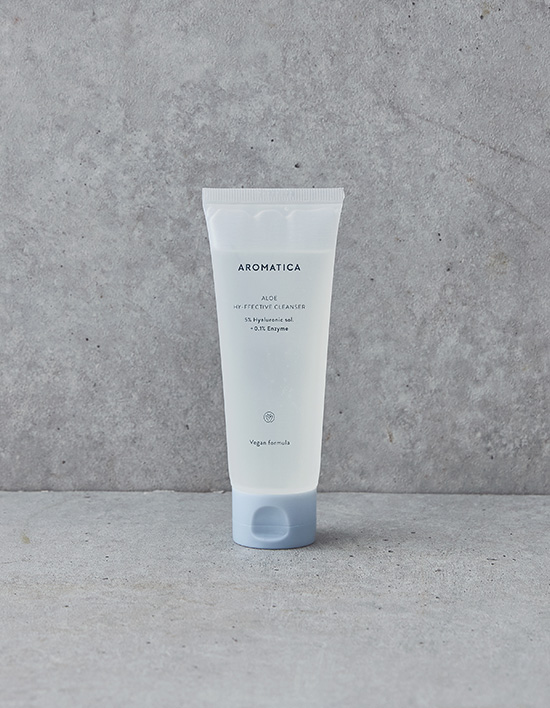 AROMATICA
ALOE
HY-FFECTIVE CLEANSER
5% Hyaluronic sol.
+ 0.1% Enzyme
Vegan formula